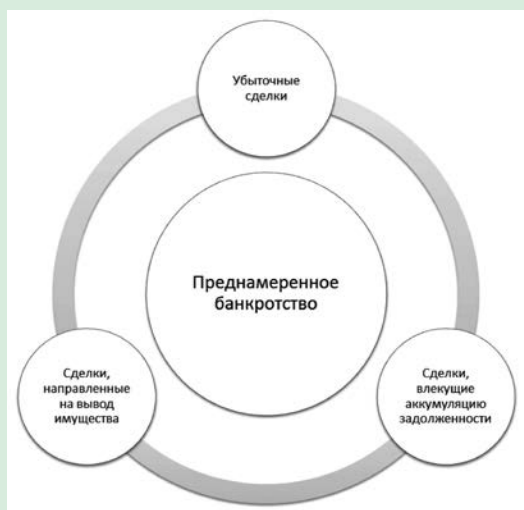 Убыточные
сделки
Преднамеренное
банкротство
Сделки,
направленные
на вывод
имущества
Сделки,
влекущие
аккумуляцию
задолженности